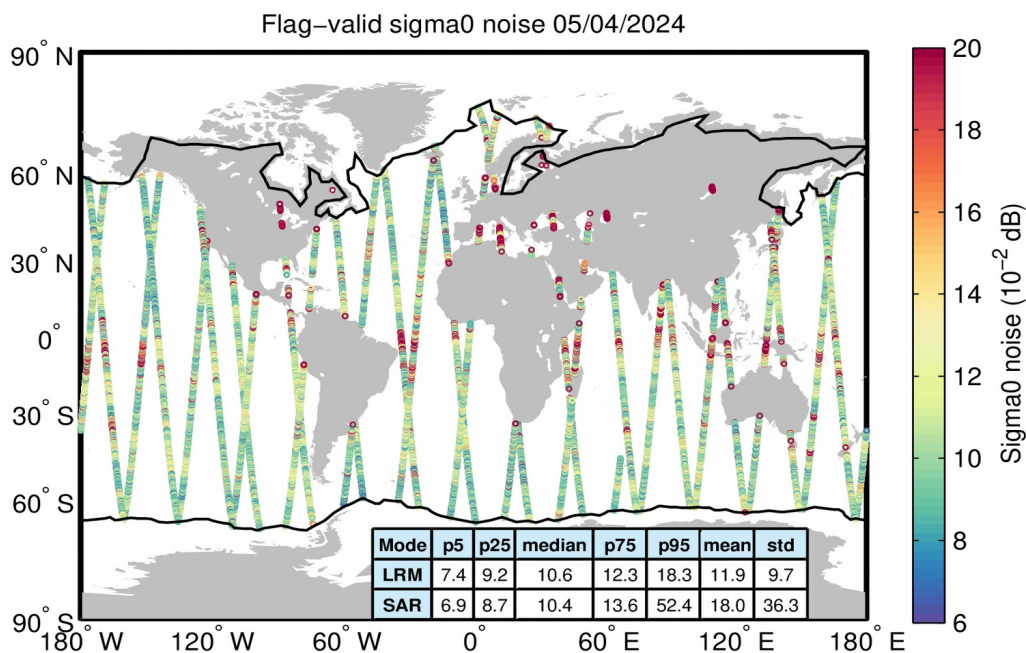 Flag−valid sigma0 noise 05/04/2024
90° N
60° N
30° N
0°
30° S
60° S
90° S
180° W
120° W
60° W
0°
60° E
120° E
180° E
20
18
16
14
12
10
8
6
Sigma0 noise (10⁻² dB)
Mode p5 p25 median p75 p95 mean std
LRM 7.4 9.2 10.6 12.3 18.3 11.9 9.7
SAR 6.9 8.7 10.4 13.6 52.4 18.0 36.3